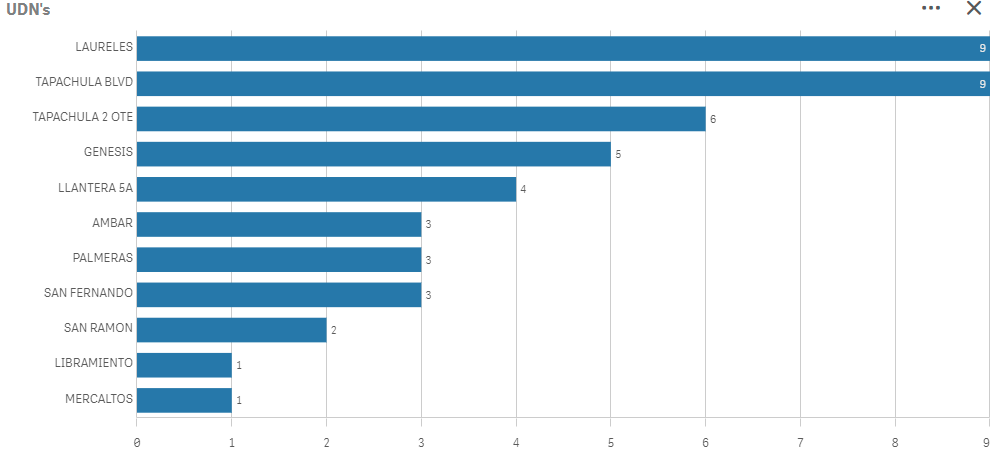 UDN's
LAURELES 9
TAPACHULA BLVD 9
TAPACHULA 2 OTE 6
GENESIS 5
LLANTERA 5A 4
AMBAR 3
PALMERAS 3
SAN FERNANDO 3
SAN RAMON 2
LIBRAMIENTO 1
MERCALTOS 1
0 1 2 3 4 5 6 7 8 9